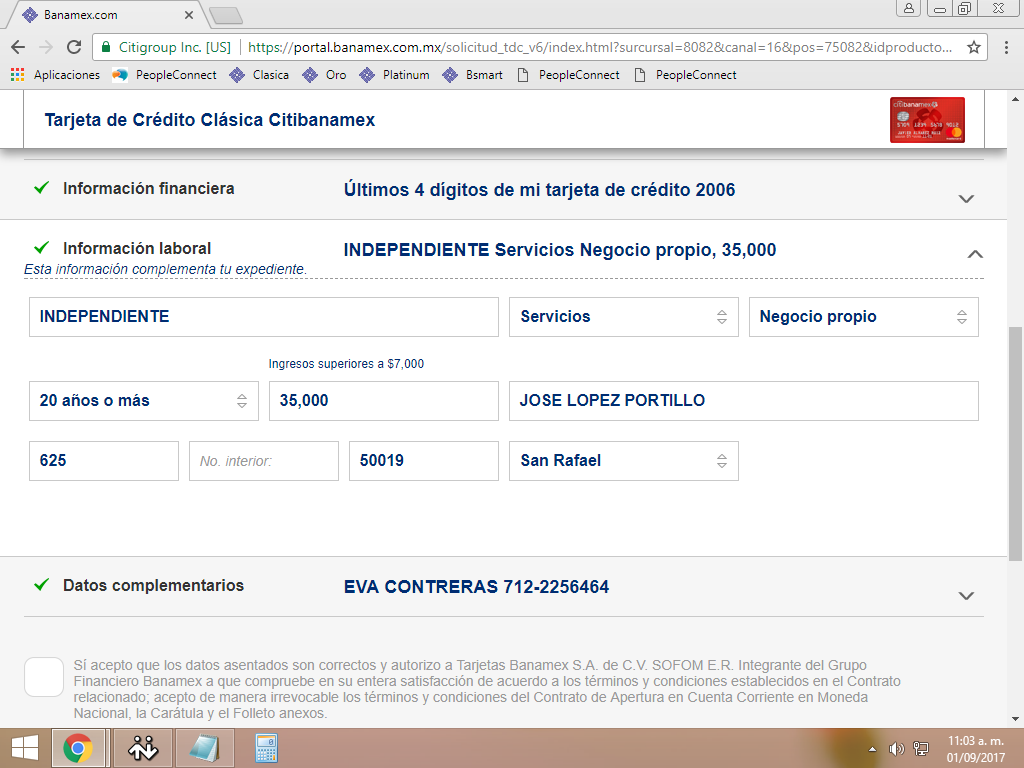 Banamex.com
Citigroup Inc. [US]
https://portal.banamex.com.mx/solicitud_tdc_v6/index.html?surcursal=8082&canal=16&pos=75082&idproducto...
Aplicaciones PeopleConnect Clasica Oro Platinum Bsmart PeopleConnect PeopleConnect
Tarjeta de Crédito Clásica Citibanamex
citibanamex
Información financiera
Últimos 4 dígitos de mi tarjeta de crédito 2006
Información laboral
INDEPENDIENTE Servicios Negocio propio, 35,000
Esta información complementa tu expediente.
INDEPENDIENTE Servicios Negocio propio
Ingresos superiores a $7,000
20 años o más 35,000 JOSE LOPEZ PORTILLO
625 No. interior: 50019 San Rafael
Datos complementarios
EVA CONTRERAS 712-2256464
Sí acepto que los datos asentados son correctos y autorizo a Tarjetas Banamex S.A. de C.V. SOFOM E.R. Integrante del Grupo
Financiero Banamex a que compruebe en su entera satisfacción de acuerdo a los términos y condiciones establecidos en el Contrato
relacionado; acepto de manera irrevocable los términos y condiciones del Contrato de Apertura en Cuenta Corriente en Moneda
Nacional, la Carátula y el Folleto anexos.
11:03 a. m.
01/09/2017